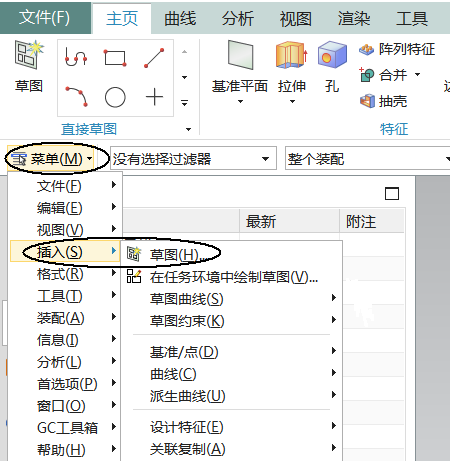 文件(F) 主页 曲线 分析 视图 渲染 工具
草图
直接草图
基准平面 拉伸 孔
阵列特征
合并
抽壳
特征
菜单(M) 没有选择过滤器 整个装配
文件(F)
编辑(E)
视图(V)
插入(S)
格式(R)
工具(T)
装配(A)
信息(I)
分析(L)
首选项(P)
窗口(O)
GC工具箱
帮助(H)
最新 附注
草图(H)...
在任务环境中绘制草图(V)...
草图曲线(S)
草图约束(K)
基准/点(D)
曲线(C)
派生曲线(U)
设计特征(E)
关联复制(A)